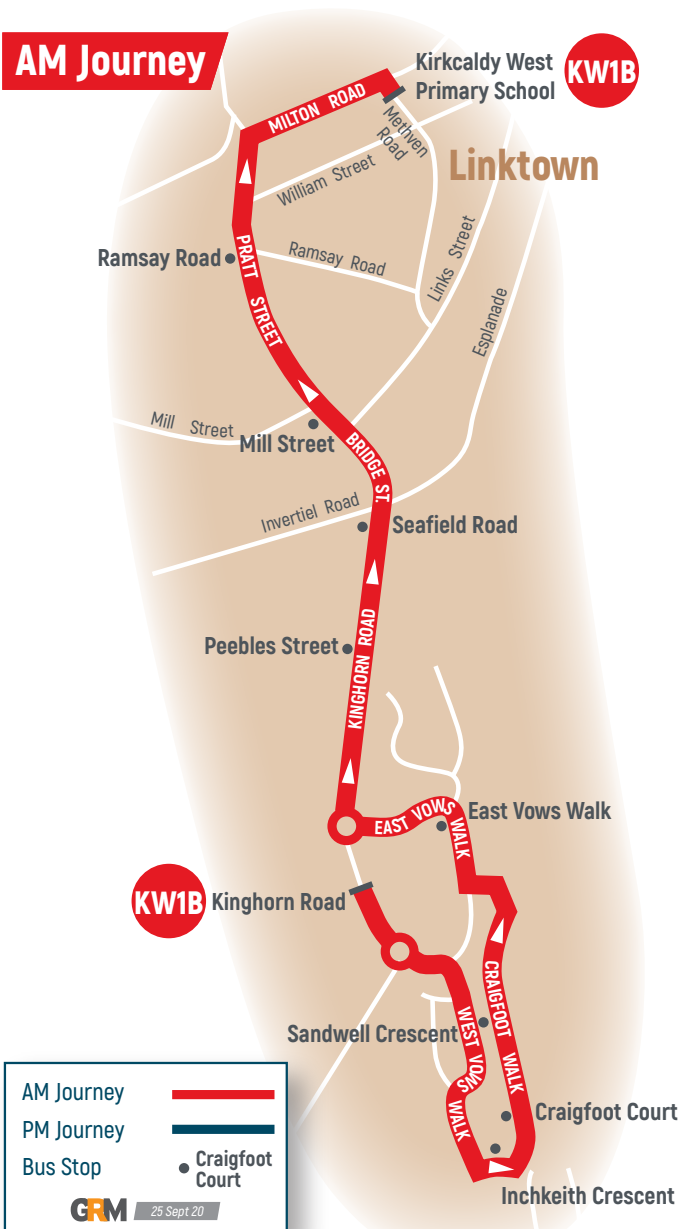 AM Journey
Kirkcaldy West
Primary School
KW1B
MILTON ROAD
Methven
Road
Linktown
William Street
Ramsay Road
Ramsay Road
PRATT STREET
Links Street
Esplanade
Mill Street
Mill Street
BRIDGE ST.
Invertiel Road
Seafield Road
Peebles Street
KINGHORN ROAD
EAST VOWS WALK
East Vows Walk
KW1B
Kinghorn Road
CRAIGFOOT WALK
Sandwell Crescent
WEST VOWS WALK
Craigfoot Court
Inchkeith Crescent
AM Journey
PM Journey
Bus Stop
Craigfoot
Court
GRM
25 Sept 20